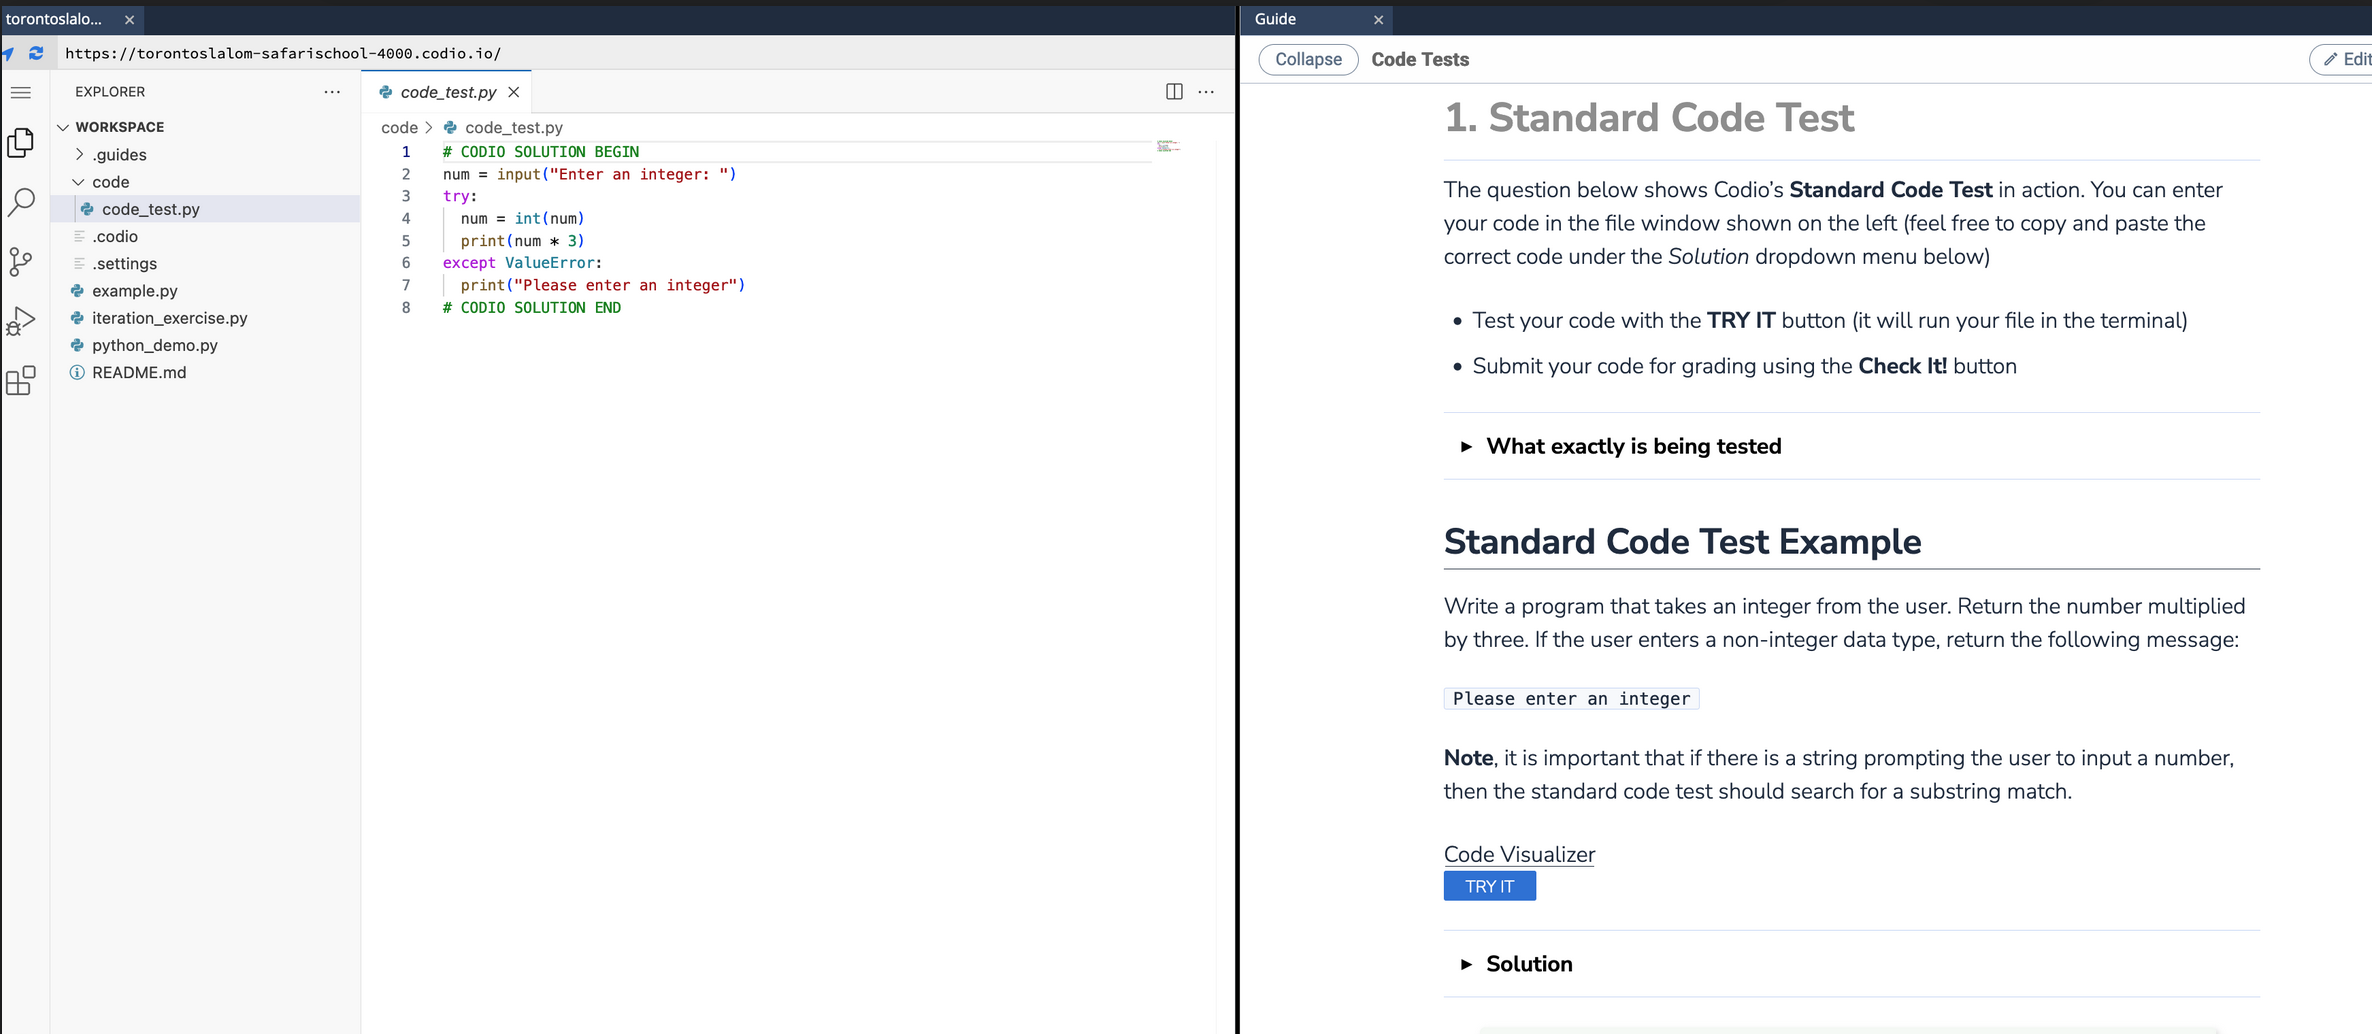 torontoslalo...
https://torontoslalom-safarischool-4000.codio.io/
EXPLORER
WORKSPACE
.guides
code
code_test.py
.codio
.settings
example.py
iteration_exercise.py
python_demo.py
README.md
code_test.py
code > code_test.py
1 # CODIO SOLUTION BEGIN
2 num = input("Enter an integer: ")
3 try:
4 num = int(num)
5 print(num * 3)
6 except ValueError:
7 print("Please enter an integer")
8 # CODIO SOLUTION END
Guide
Collapse Code Tests Edit
1. Standard Code Test
The question below shows Codio’s Standard Code Test in action. You can enter
your code in the file window shown on the left (feel free to copy and paste the
correct code under the Solution dropdown menu below)
• Test your code with the TRY IT button (it will run your file in the terminal)
• Submit your code for grading using the Check It! button
What exactly is being tested
Standard Code Test Example
Write a program that takes an integer from the user. Return the number multiplied
by three. If the user enters a non-integer data type, return the following message:
Please enter an integer
Note, it is important that if there is a string prompting the user to input a number,
then the standard code test should search for a substring match.
Code Visualizer
TRY IT
Solution